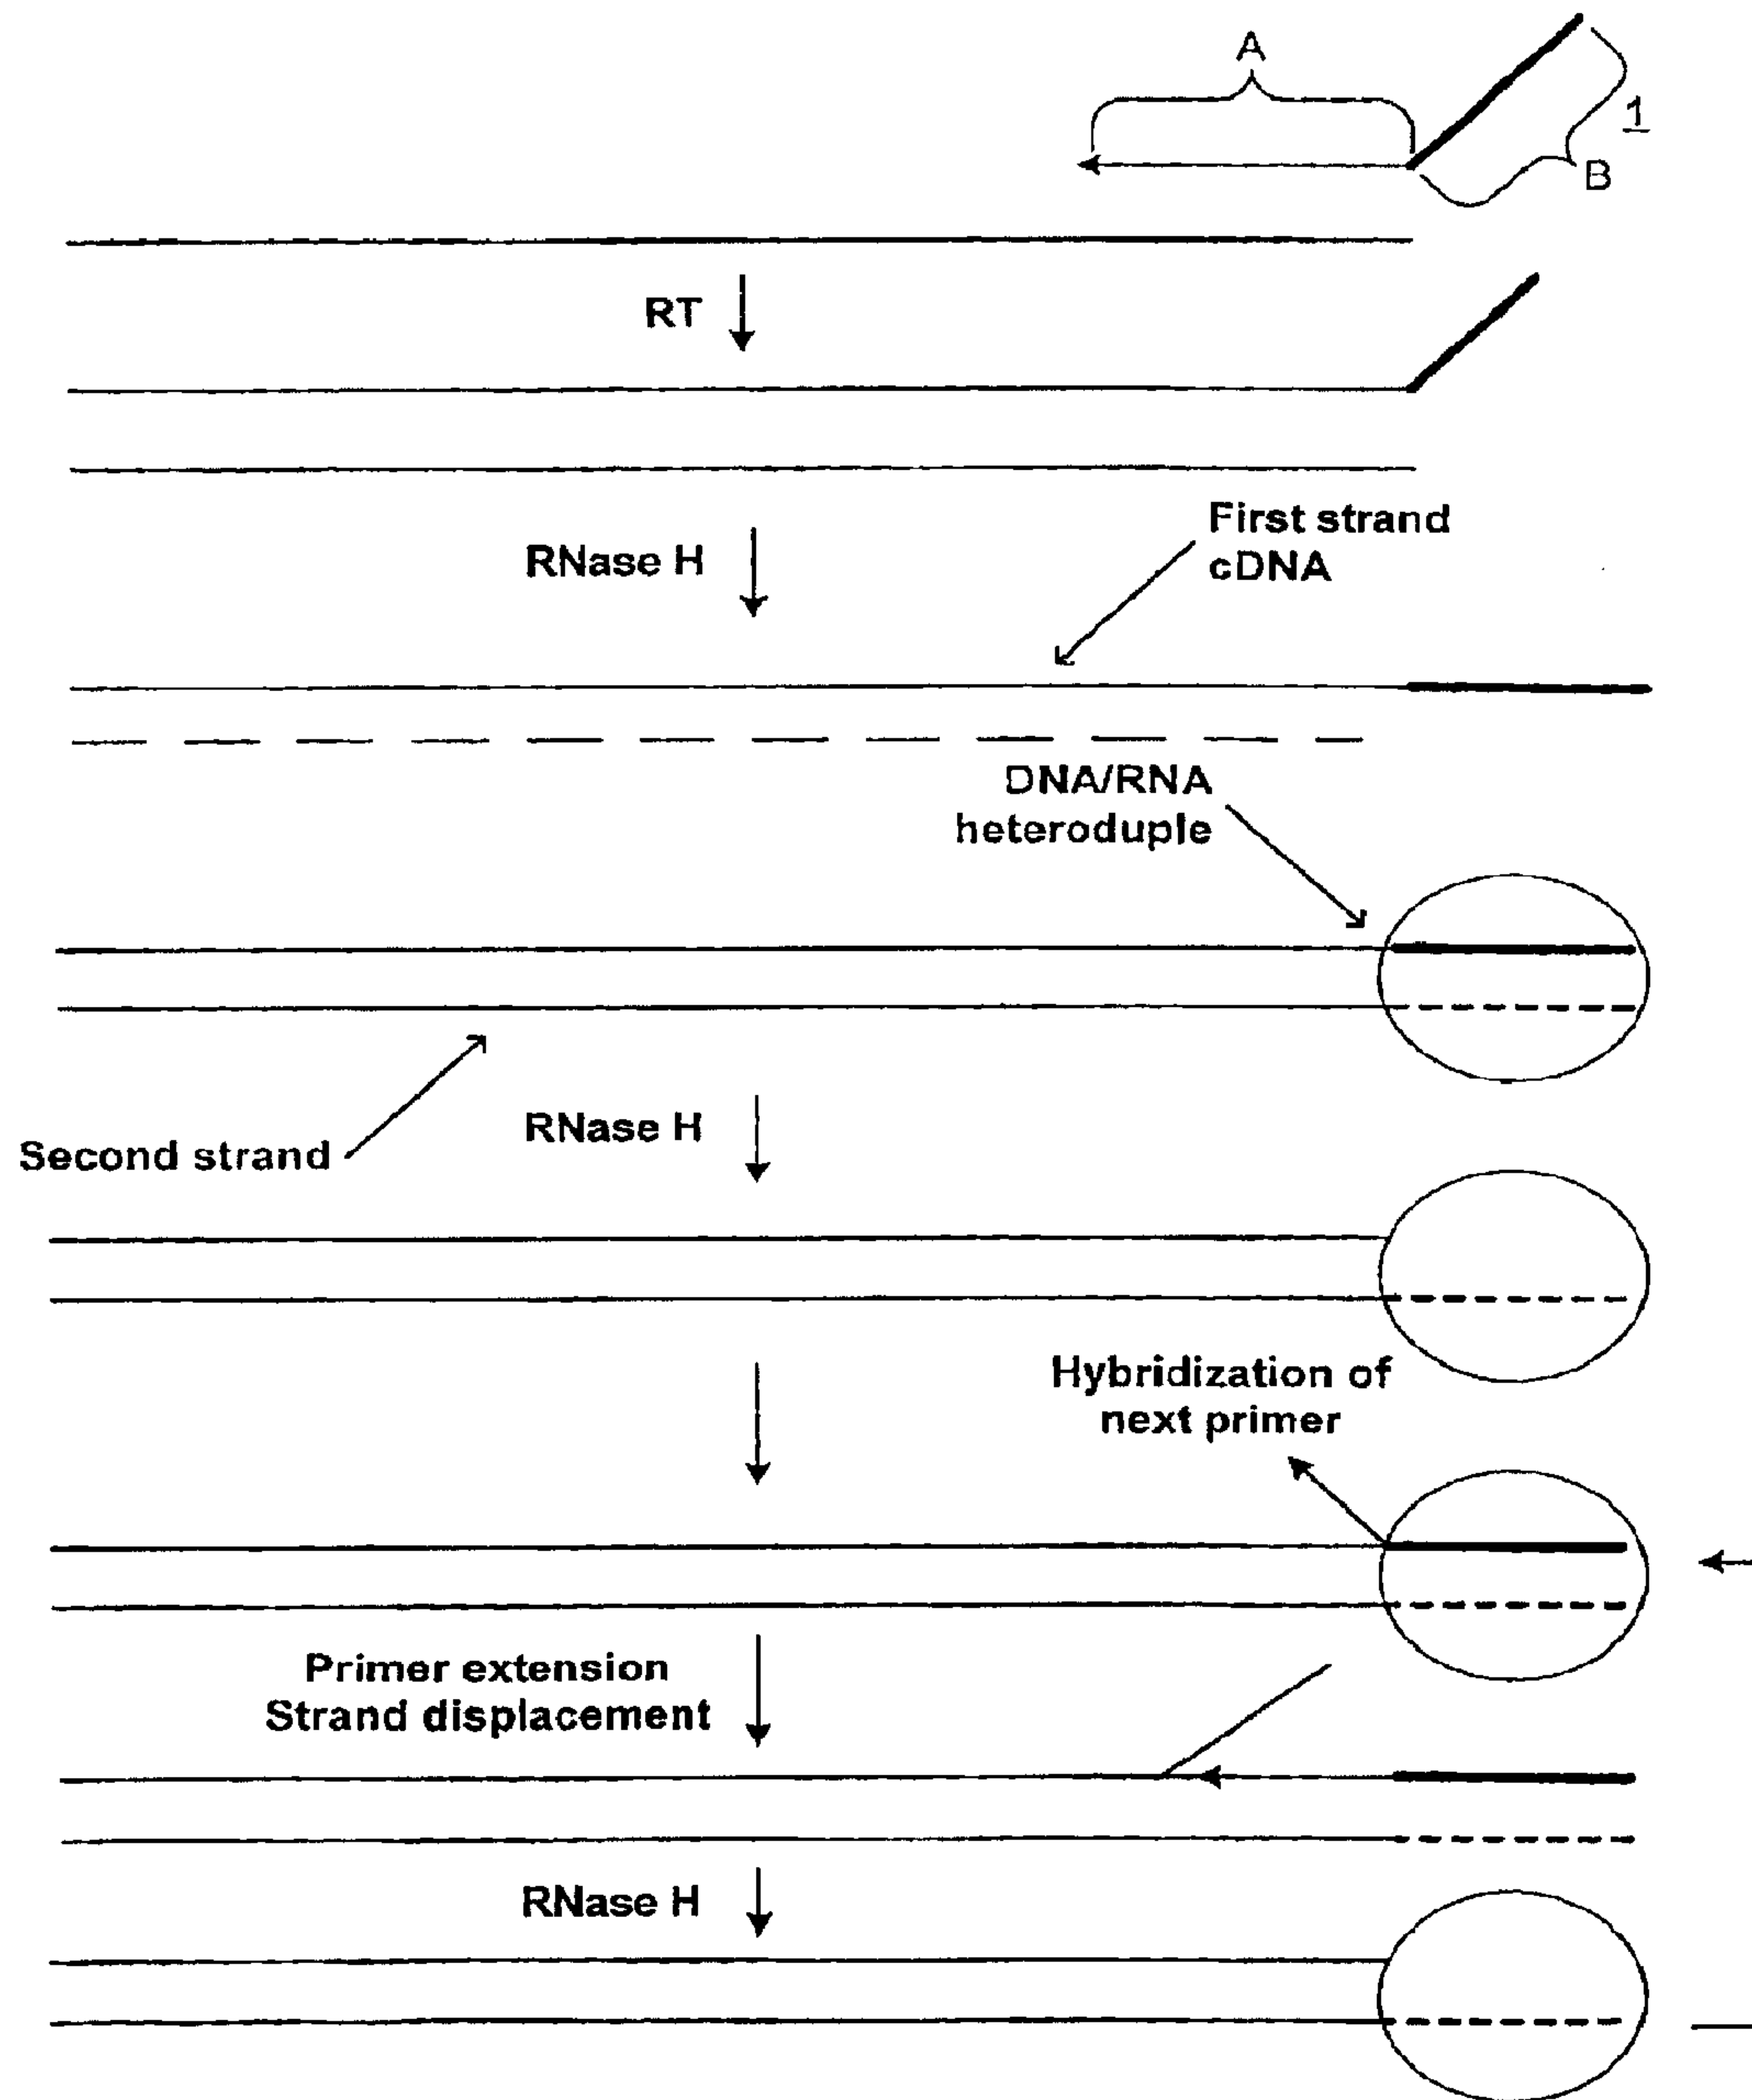 A
1
B
RT
First strand
cDNA
RNase H
DNA/RNA
heteroduple
Second strand
RNase H
Hybridization of
next primer
Primer extension
Strand displacement
RNase H